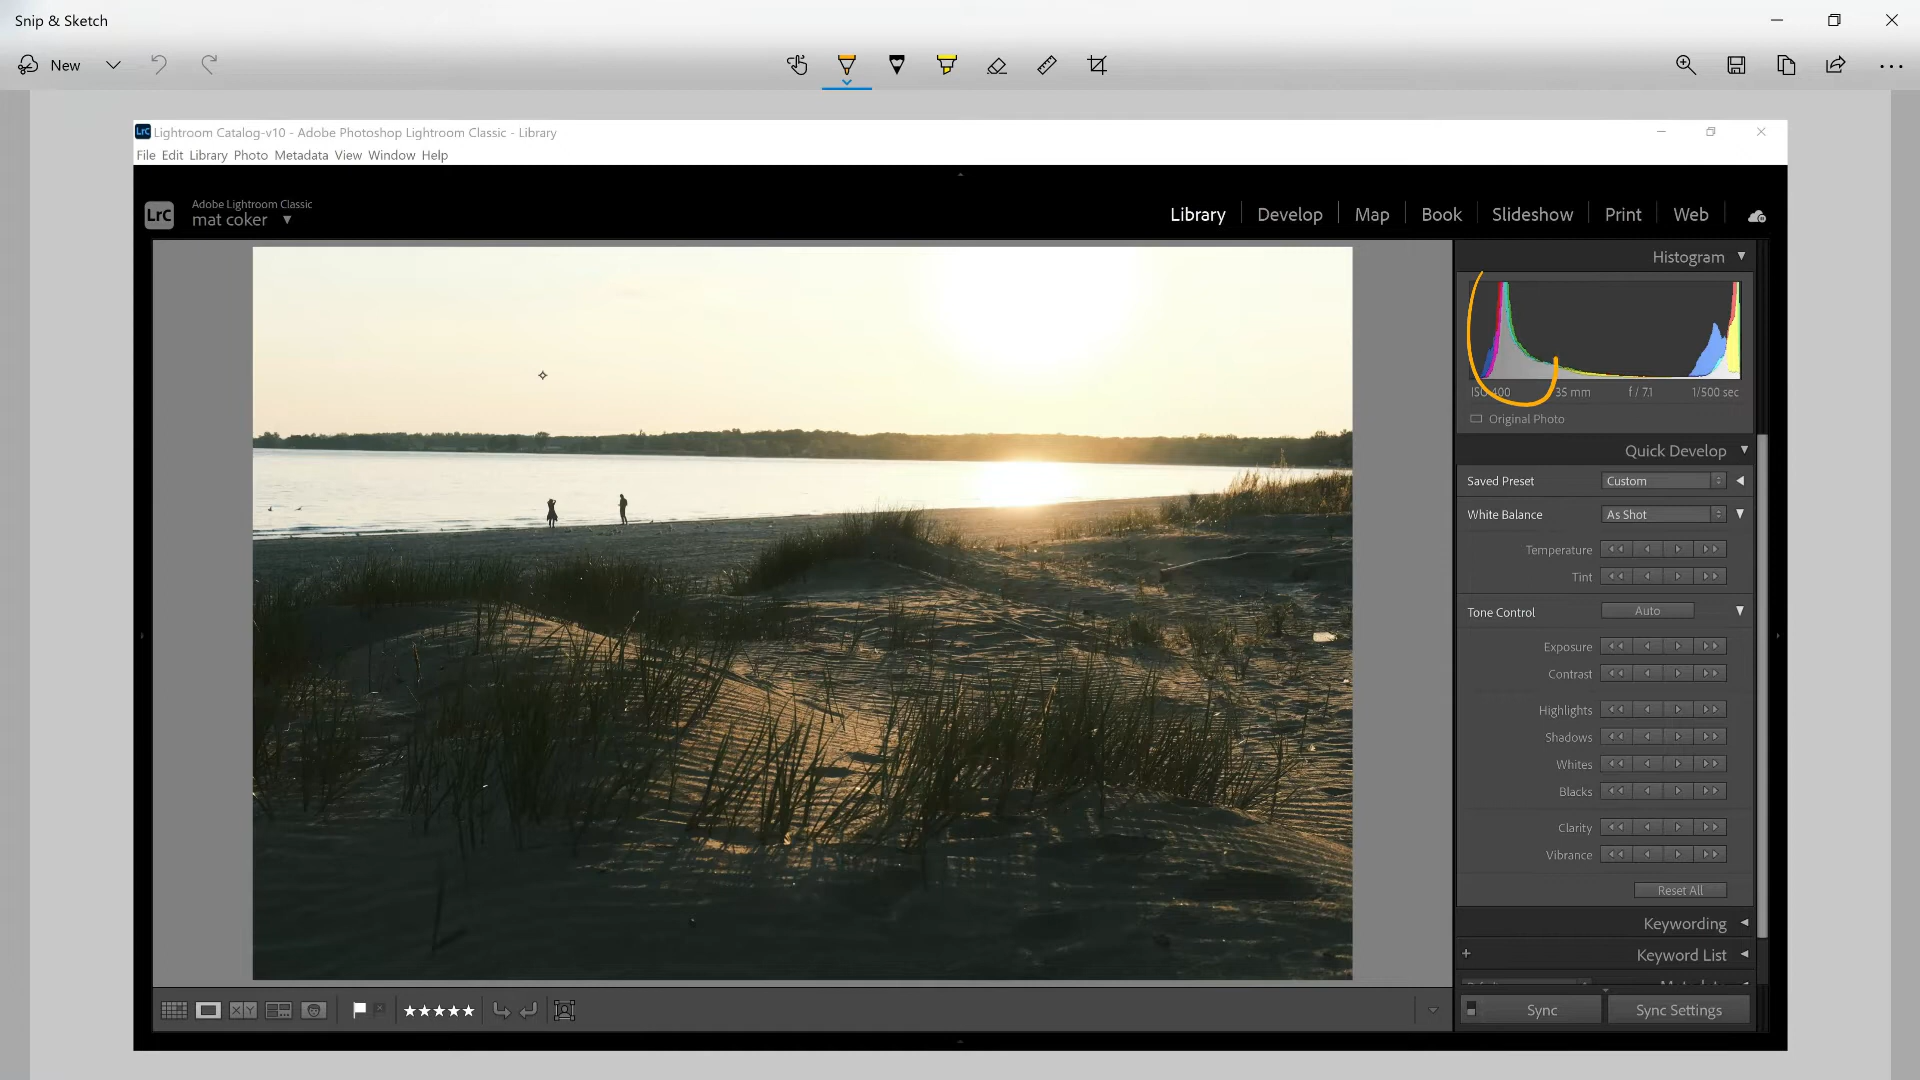 Snip & Sketch
New
LrC Lightroom Catalog-v10 - Adobe Photoshop Lightroom Classic - Library
File Edit Library Photo Metadata View Window Help
LrC
Adobe Lightroom Classic
mat coker
Library Develop Map Book Slideshow Print Web
Histogram
ISO 400 35 mm f / 7.1 1/500 sec
Original Photo
Quick Develop
Saved Preset Custom
White Balance As Shot
Temperature
Tint
Tone Control Auto
Exposure
Contrast
Highlights
Shadows
Whites
Blacks
Clarity
Vibrance
Reset All
Keywording
+ Keyword List
X Y
Sync Sync Settings